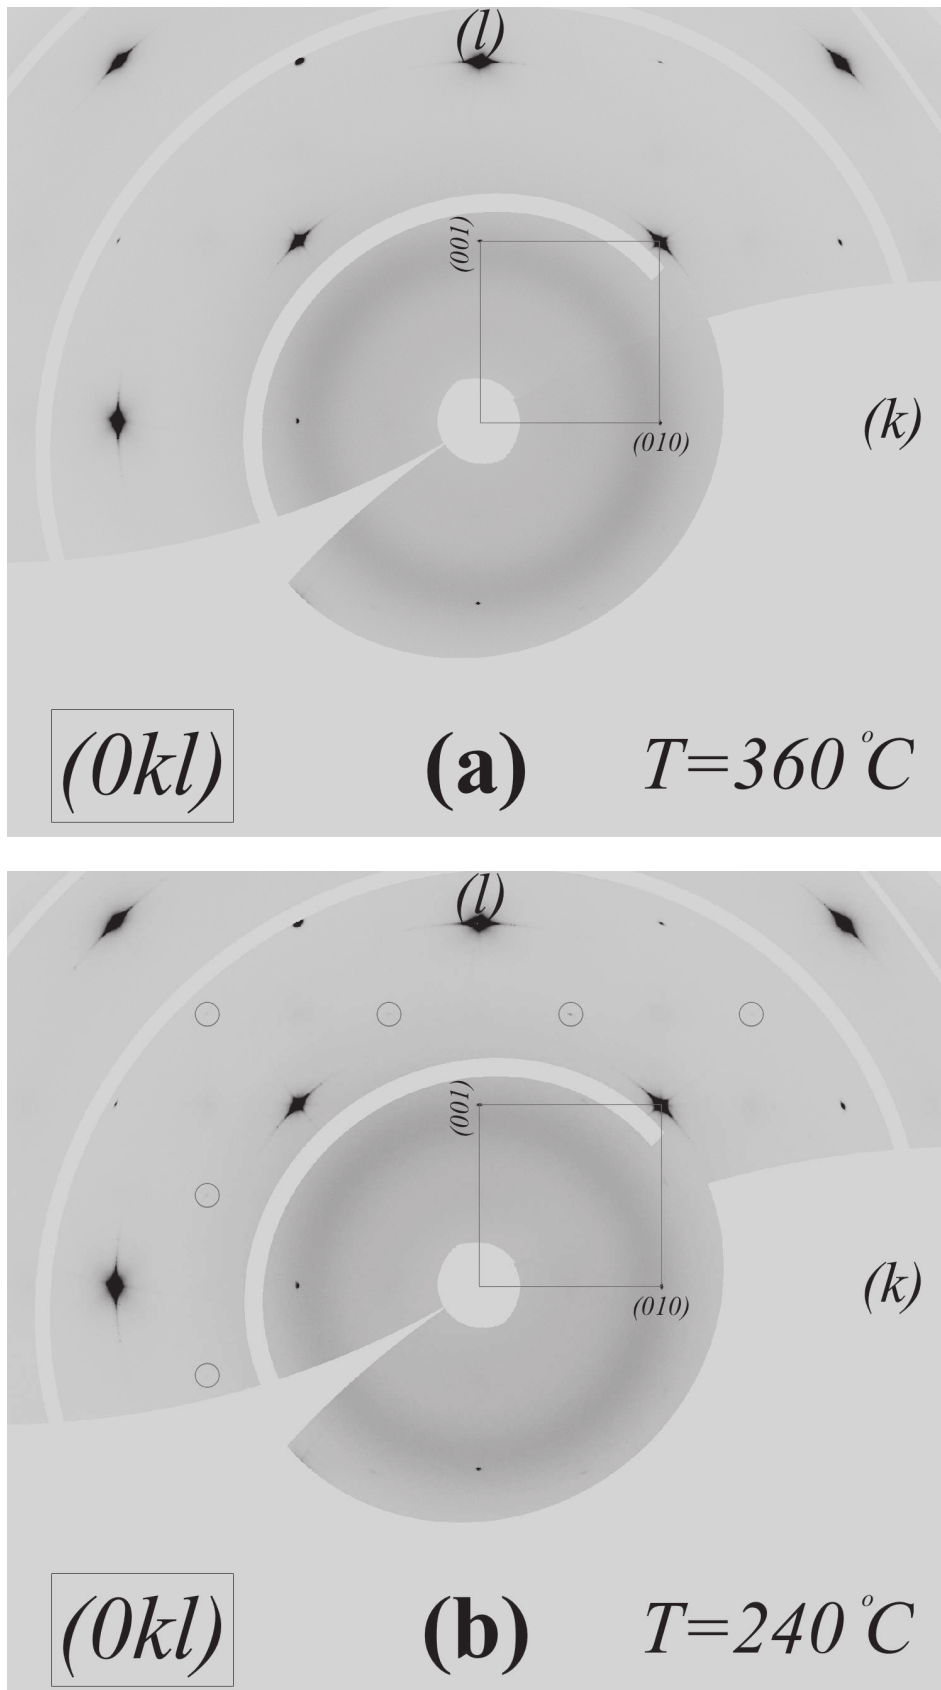 (l)
(001)
(010)
(k)
(0kl)
(a)
T=360 °C
(l)
(001)
(010)
(k)
(0kl)
(b)
T=240 °C